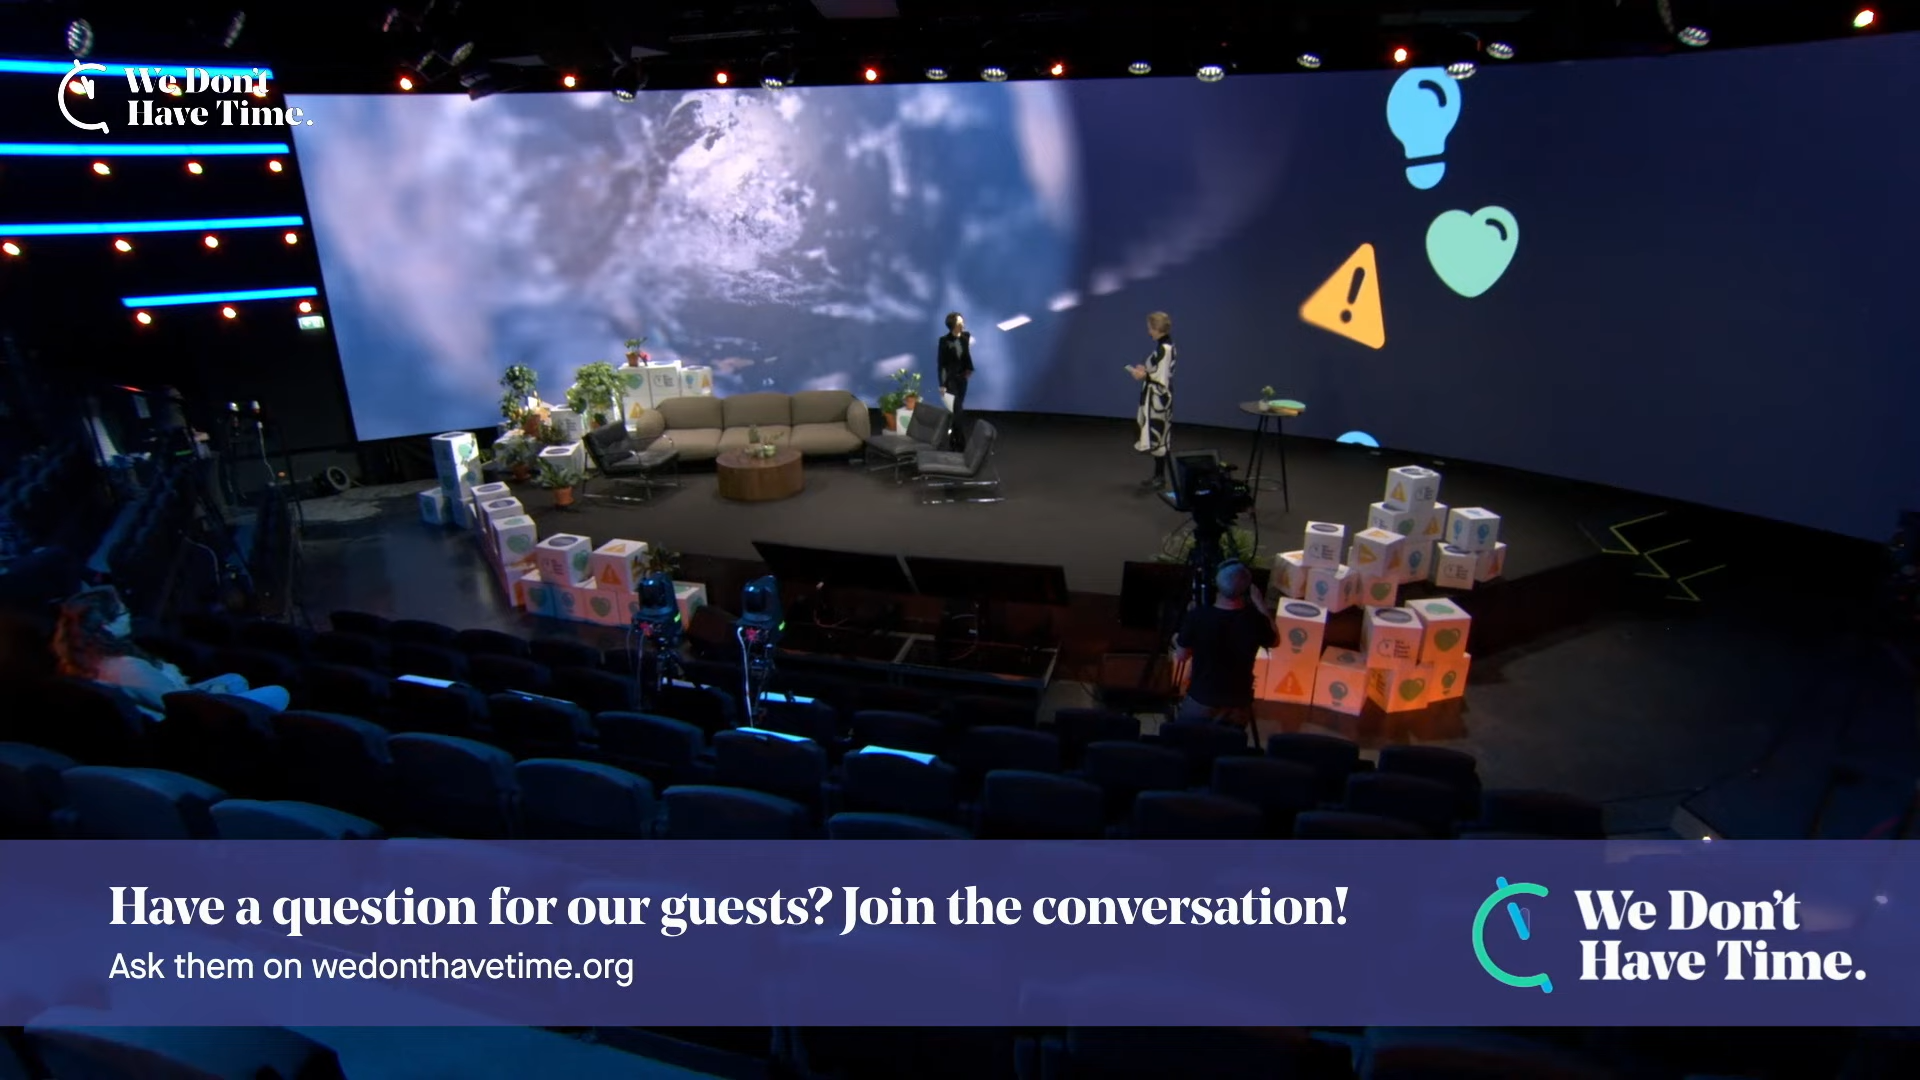 We Don't
Have Time.
Have a question for our guests? Join the conversation!
Ask them on wedonthavetime.org
We Don't
Have Time.